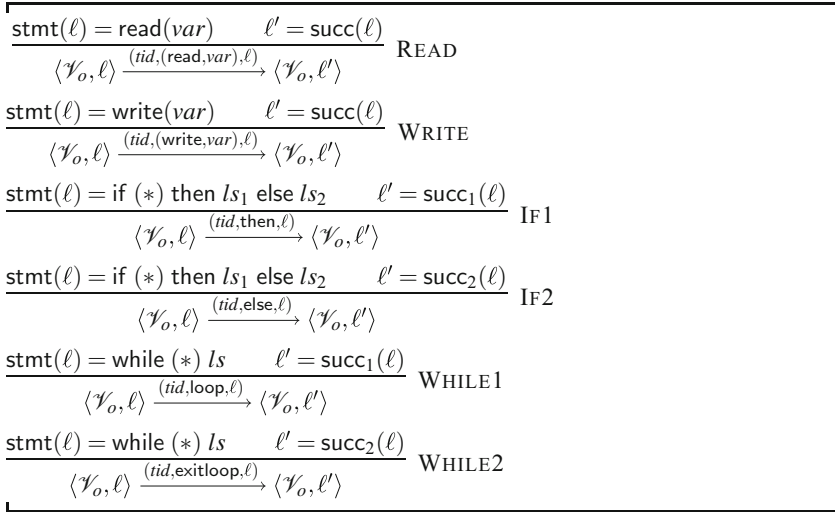 stmt(ℓ) = read(var) ℓ′ = succ(ℓ)
⟨𝒱ₒ, ℓ⟩ —(tid,(read,var),ℓ)→ ⟨𝒱ₒ, ℓ′⟩ READ
stmt(ℓ) = write(var) ℓ′ = succ(ℓ)
⟨𝒱ₒ, ℓ⟩ —(tid,(write,var),ℓ)→ ⟨𝒱ₒ, ℓ′⟩ WRITE
stmt(ℓ) = if (∗) then ls₁ else ls₂ ℓ′ = succ₁(ℓ)
⟨𝒱ₒ, ℓ⟩ —(tid,then,ℓ)→ ⟨𝒱ₒ, ℓ′⟩ IF1
stmt(ℓ) = if (∗) then ls₁ else ls₂ ℓ′ = succ₂(ℓ)
⟨𝒱ₒ, ℓ⟩ —(tid,else,ℓ)→ ⟨𝒱ₒ, ℓ′⟩ IF2
stmt(ℓ) = while (∗) ls ℓ′ = succ₁(ℓ)
⟨𝒱ₒ, ℓ⟩ —(tid,loop,ℓ)→ ⟨𝒱ₒ, ℓ′⟩ WHILE1
stmt(ℓ) = while (∗) ls ℓ′ = succ₂(ℓ)
⟨𝒱ₒ, ℓ⟩ —(tid,exitloop,ℓ)→ ⟨𝒱ₒ, ℓ′⟩ WHILE2